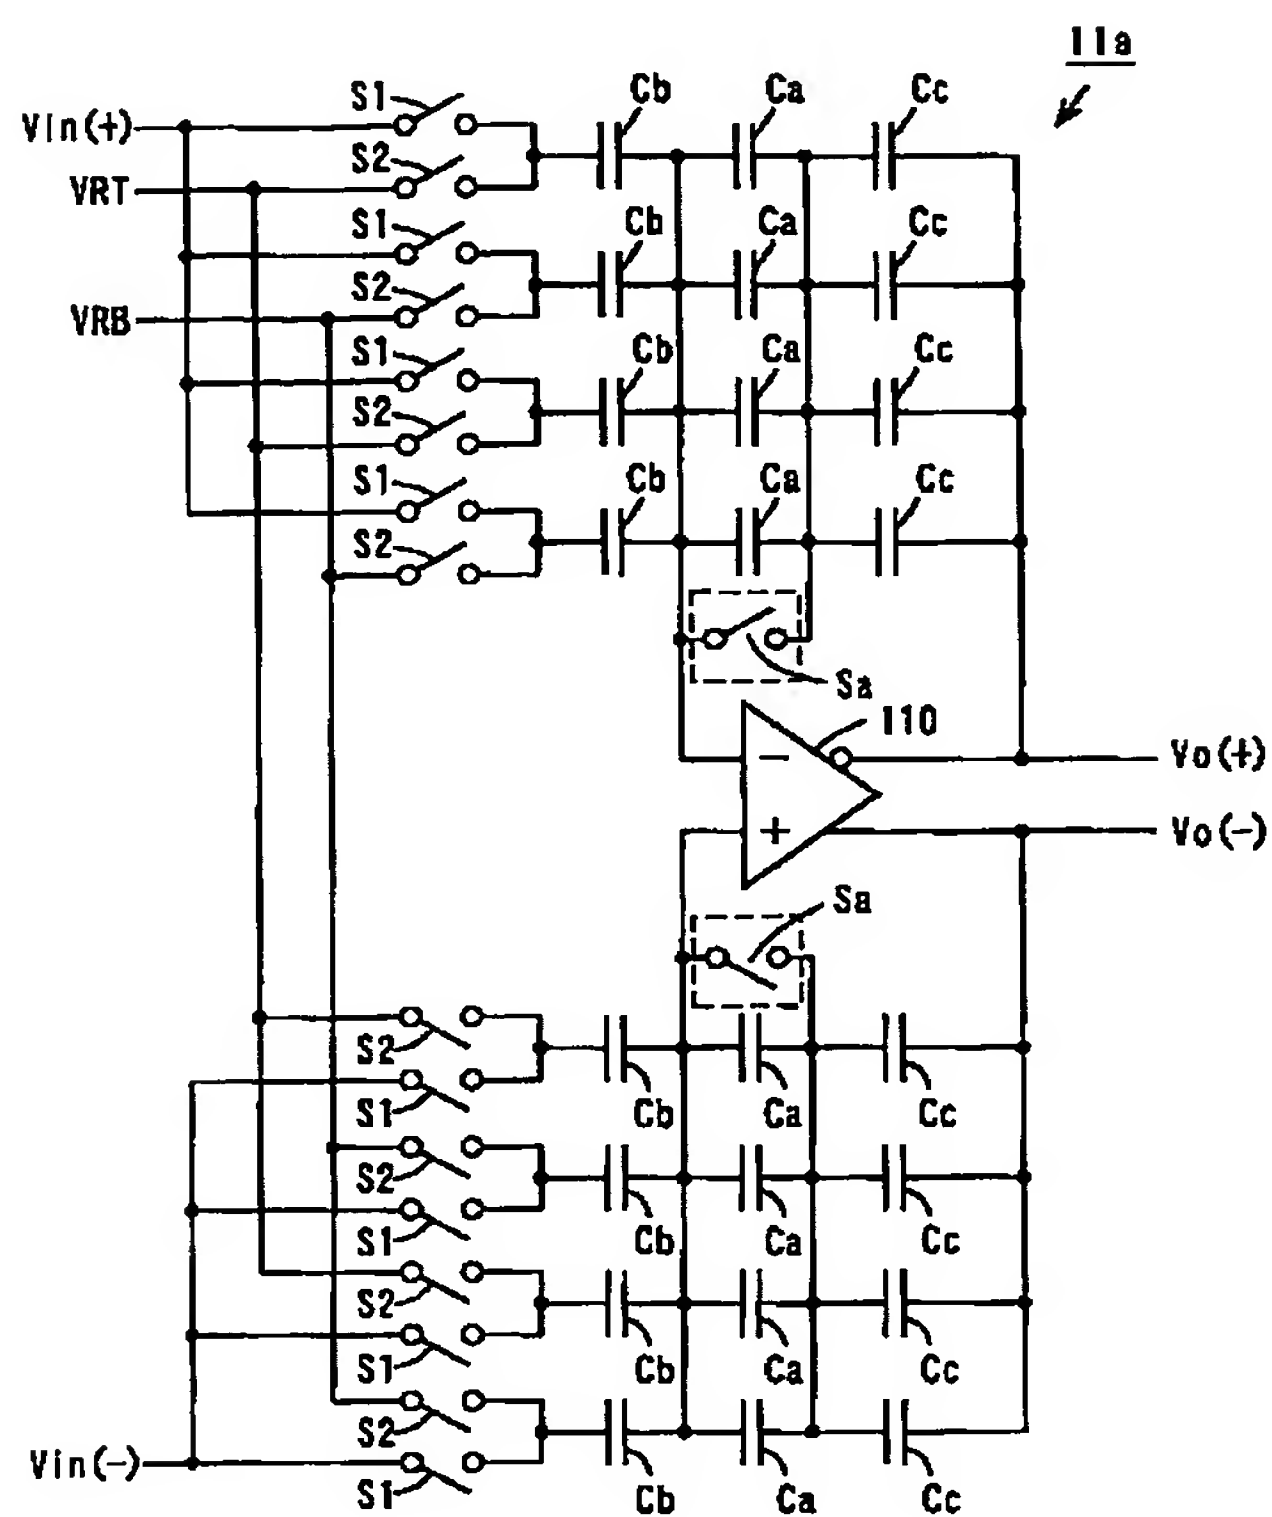 11a
Cb Ca Cc
S1
Vin(+)
S2
VRT
S1 Cb Ca Cc
S2
VRB
S1 Cb Ca Cc
S2
S1 Cb Ca Cc
S2
Sa
110
− Vo(+)
+ Vo(−)
Sa
S2
S1 Cb Ca Cc
S2
S1 Cb Ca Cc
S2
S1 Cb Ca Cc
S2
Vin(−)
S1 Cb Ca Cc